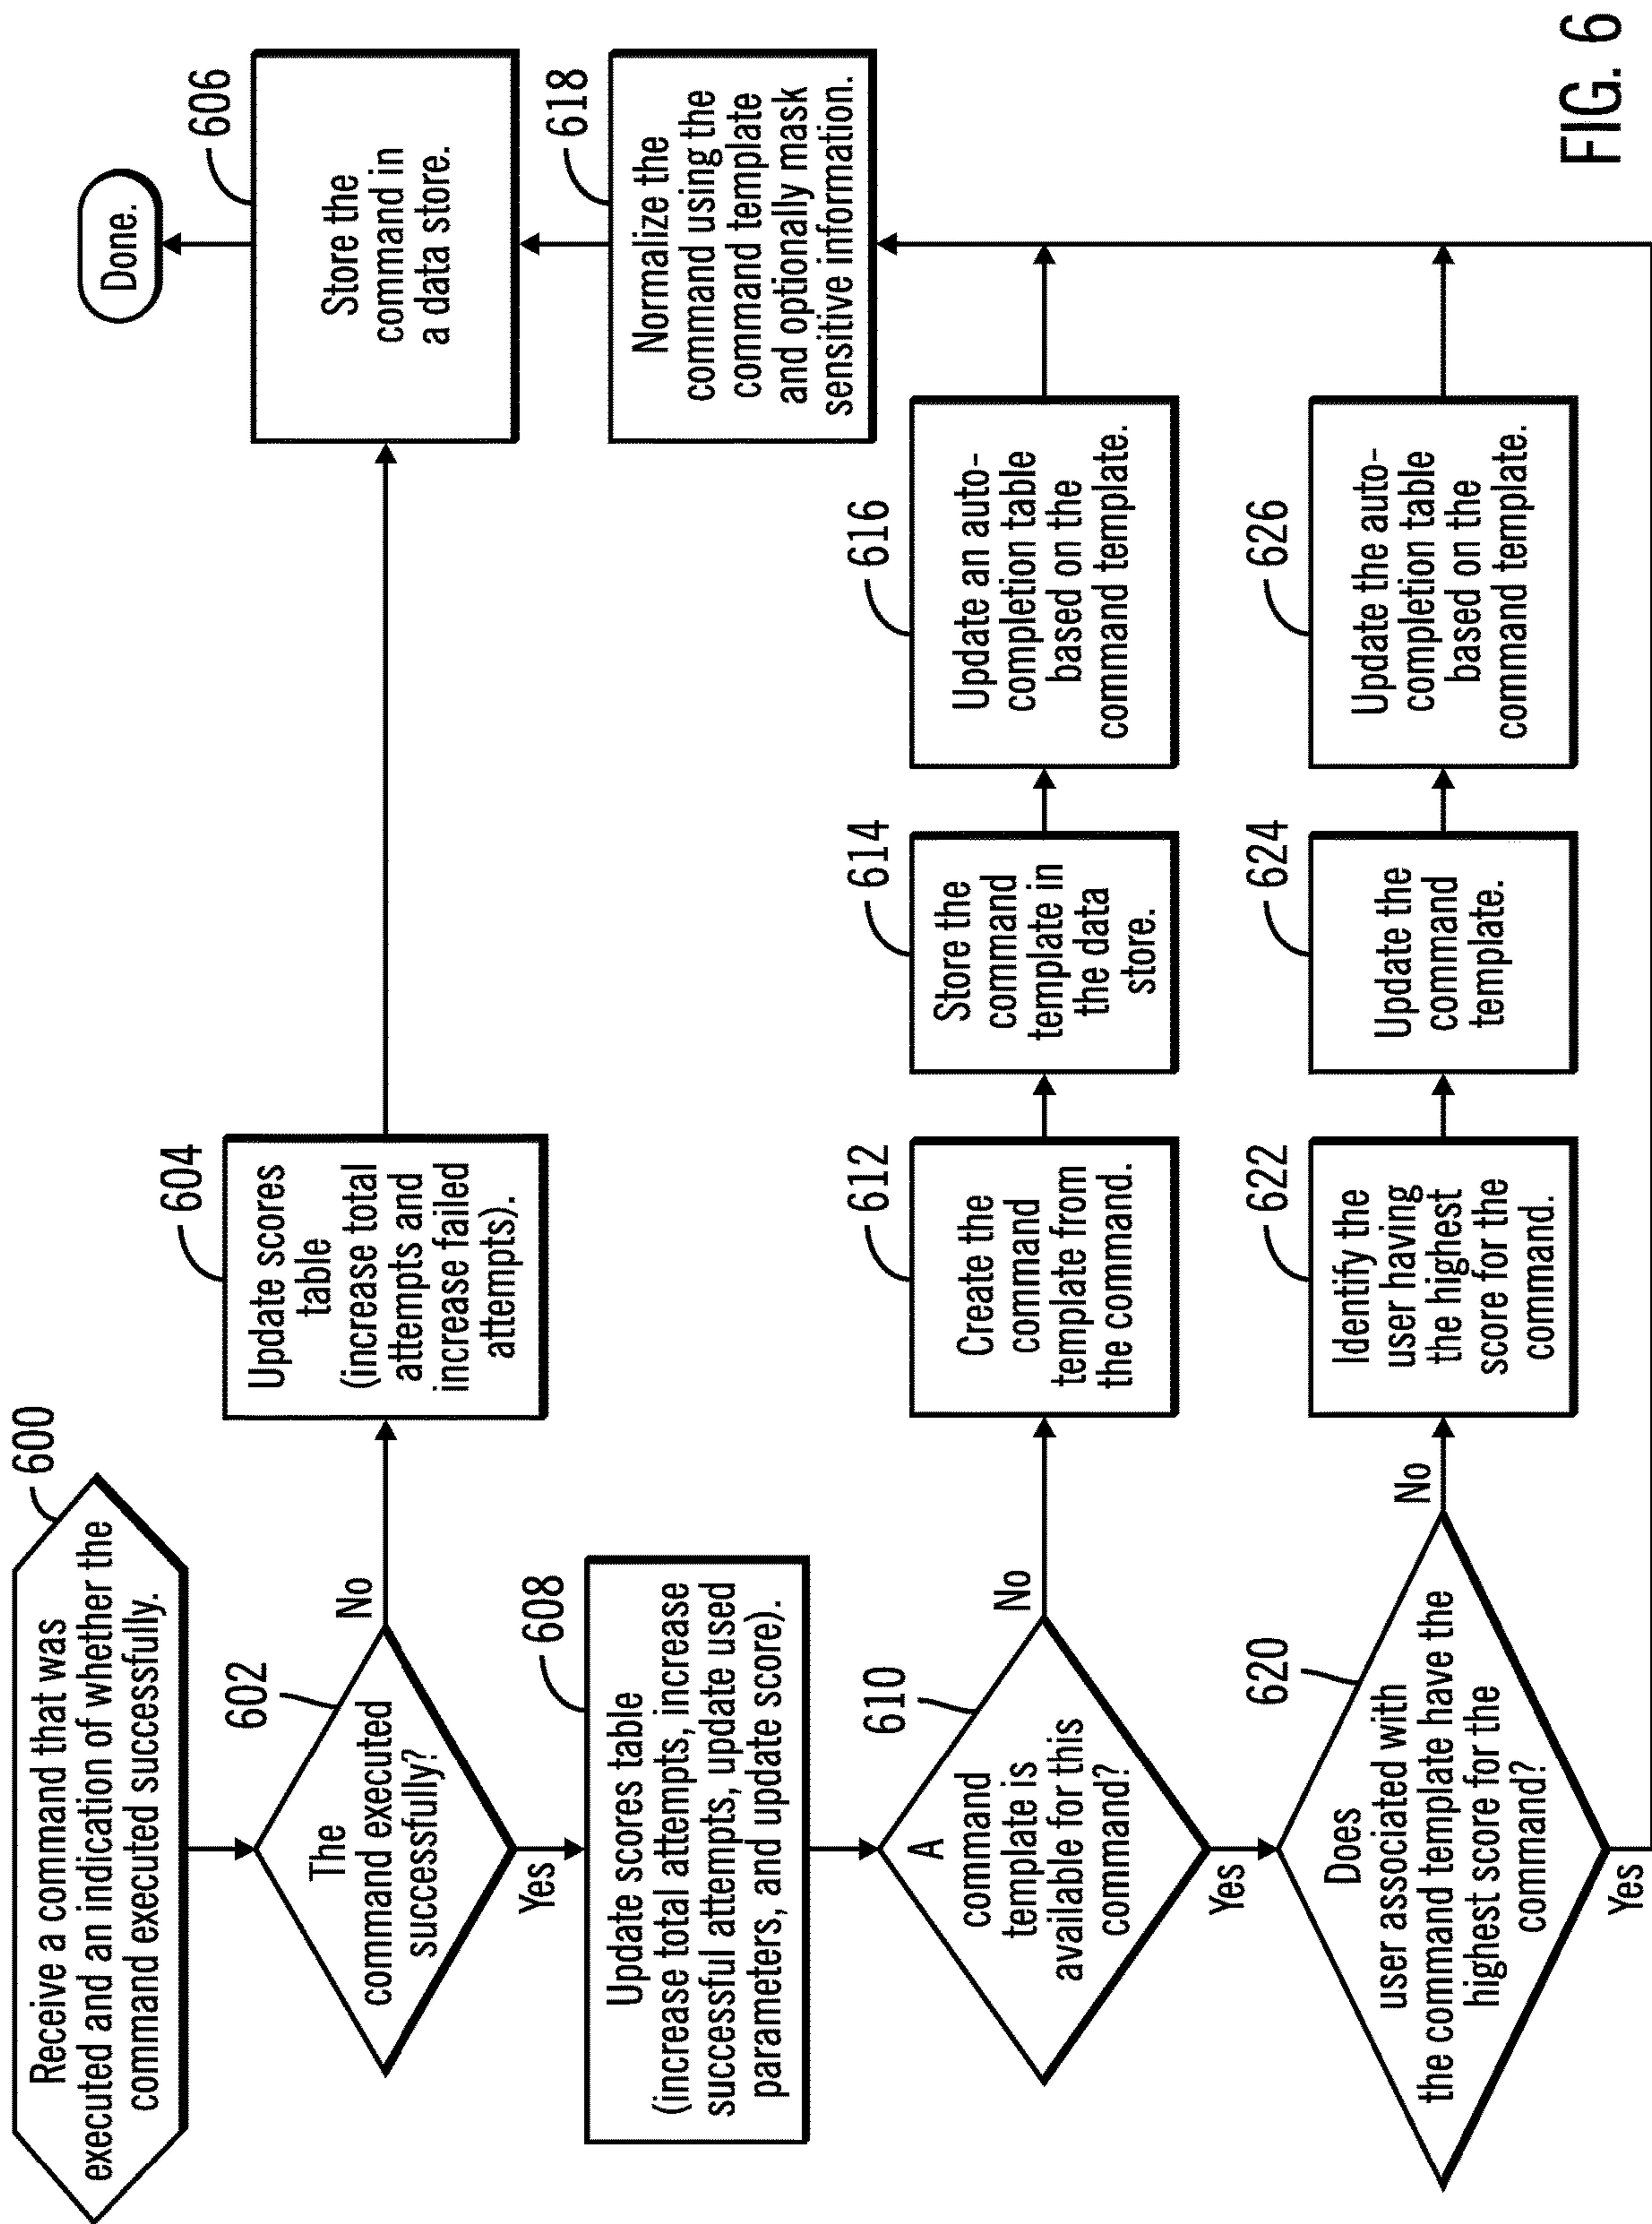 600
Receive a command that was
executed and an indication of whether the
command executed successfully.
602
The
command executed
successfully?
No
Yes
604
Update scores
table
(increase total
attempts and
increase failed
attempts).
606
Store the
command in
a data store.
Done.
608
Update scores table
(increase total attempts, increase
successful attempts, update used
parameters, and update score).
610
A
command
template is
available for this
command?
No
Yes
612
Create the
command
template from
the command.
614
Store the
command
template in
the data
store.
616
Update an auto-
completion table
based on the
command template.
618
Normalize the
command using the
command template
and optionally mask
sensitive information.
620
Does
user associated with
the command template have the
highest score for the
command?
No
Yes
622
Identify the
user having
the highest
score for the
command.
624
Update the
command
template.
626
Update the auto-
completion table
based on the
command template.
FIG. 6